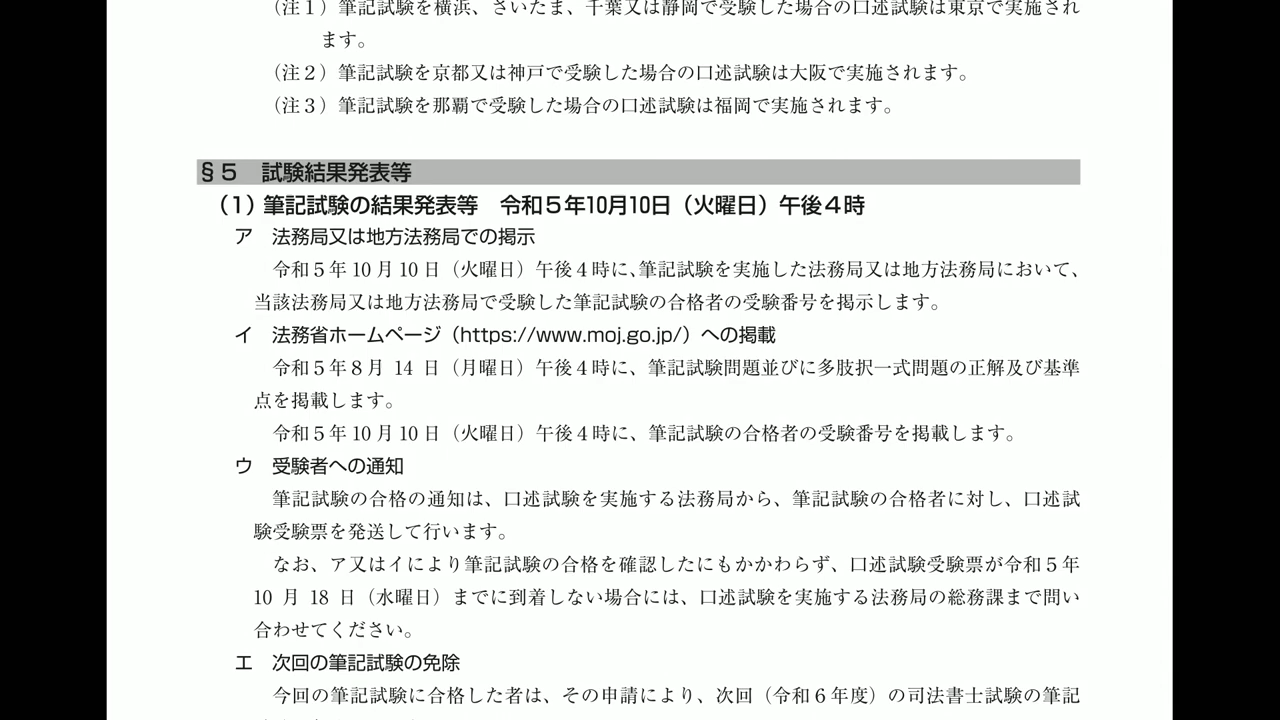 （注１）筆記試験を横浜、さいたま、千葉又は静岡で受験した場合の口述試験は東京で実施され
ます。
（注２）筆記試験を京都又は神戸で受験した場合の口述試験は大阪で実施されます。
（注３）筆記試験を那覇で受験した場合の口述試験は福岡で実施されます。
§５　試験結果発表等
（1）筆記試験の結果発表等　令和５年10月10日（火曜日）午後４時
ア　法務局又は地方法務局での掲示
令和５年 10 月 10 日（火曜日）午後４時に、筆記試験を実施した法務局又は地方法務局において、
当該法務局又は地方法務局で受験した筆記試験の合格者の受験番号を掲示します。
イ　法務省ホームページ（https://www.moj.go.jp/）への掲載
令和５年８月 14 日（月曜日）午後４時に、筆記試験問題並びに多肢択一式問題の正解及び基準
点を掲載します。
令和５年 10 月 10 日（火曜日）午後４時に、筆記試験の合格者の受験番号を掲載します。
ウ　受験者への通知
筆記試験の合格の通知は、口述試験を実施する法務局から、筆記試験の合格者に対し、口述試
験受験票を発送して行います。
なお、ア又はイにより筆記試験の合格を確認したにもかかわらず、口述試験受験票が令和５年
10 月 18 日（水曜日）までに到着しない場合には、口述試験を実施する法務局の総務課まで問い
合わせてください。
エ　次回の筆記試験の免除
今回の筆記試験に合格した者は、その申請により、次回（令和６年度）の司法書士試験の筆記